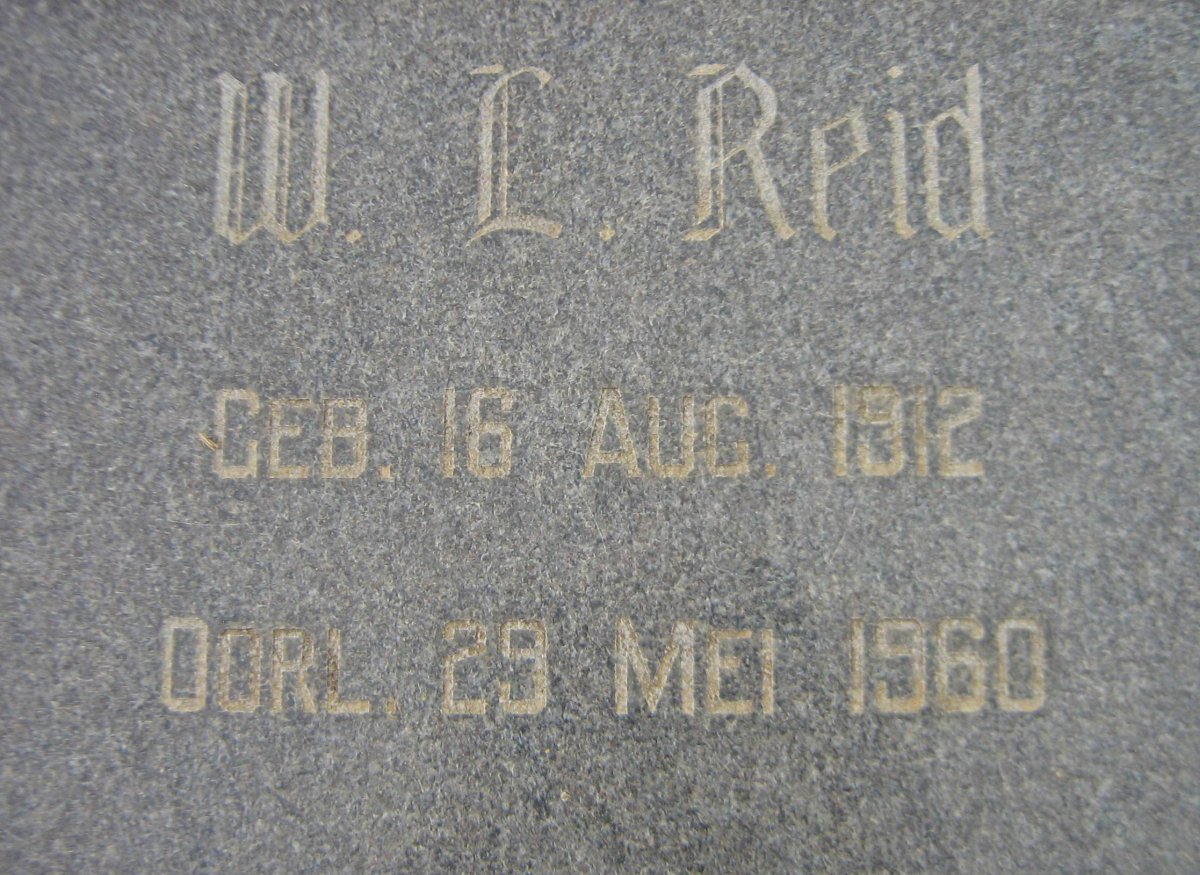 W. L. Reid
GEB. 16 AUG. 1912
OORL. 29 MEI 1960